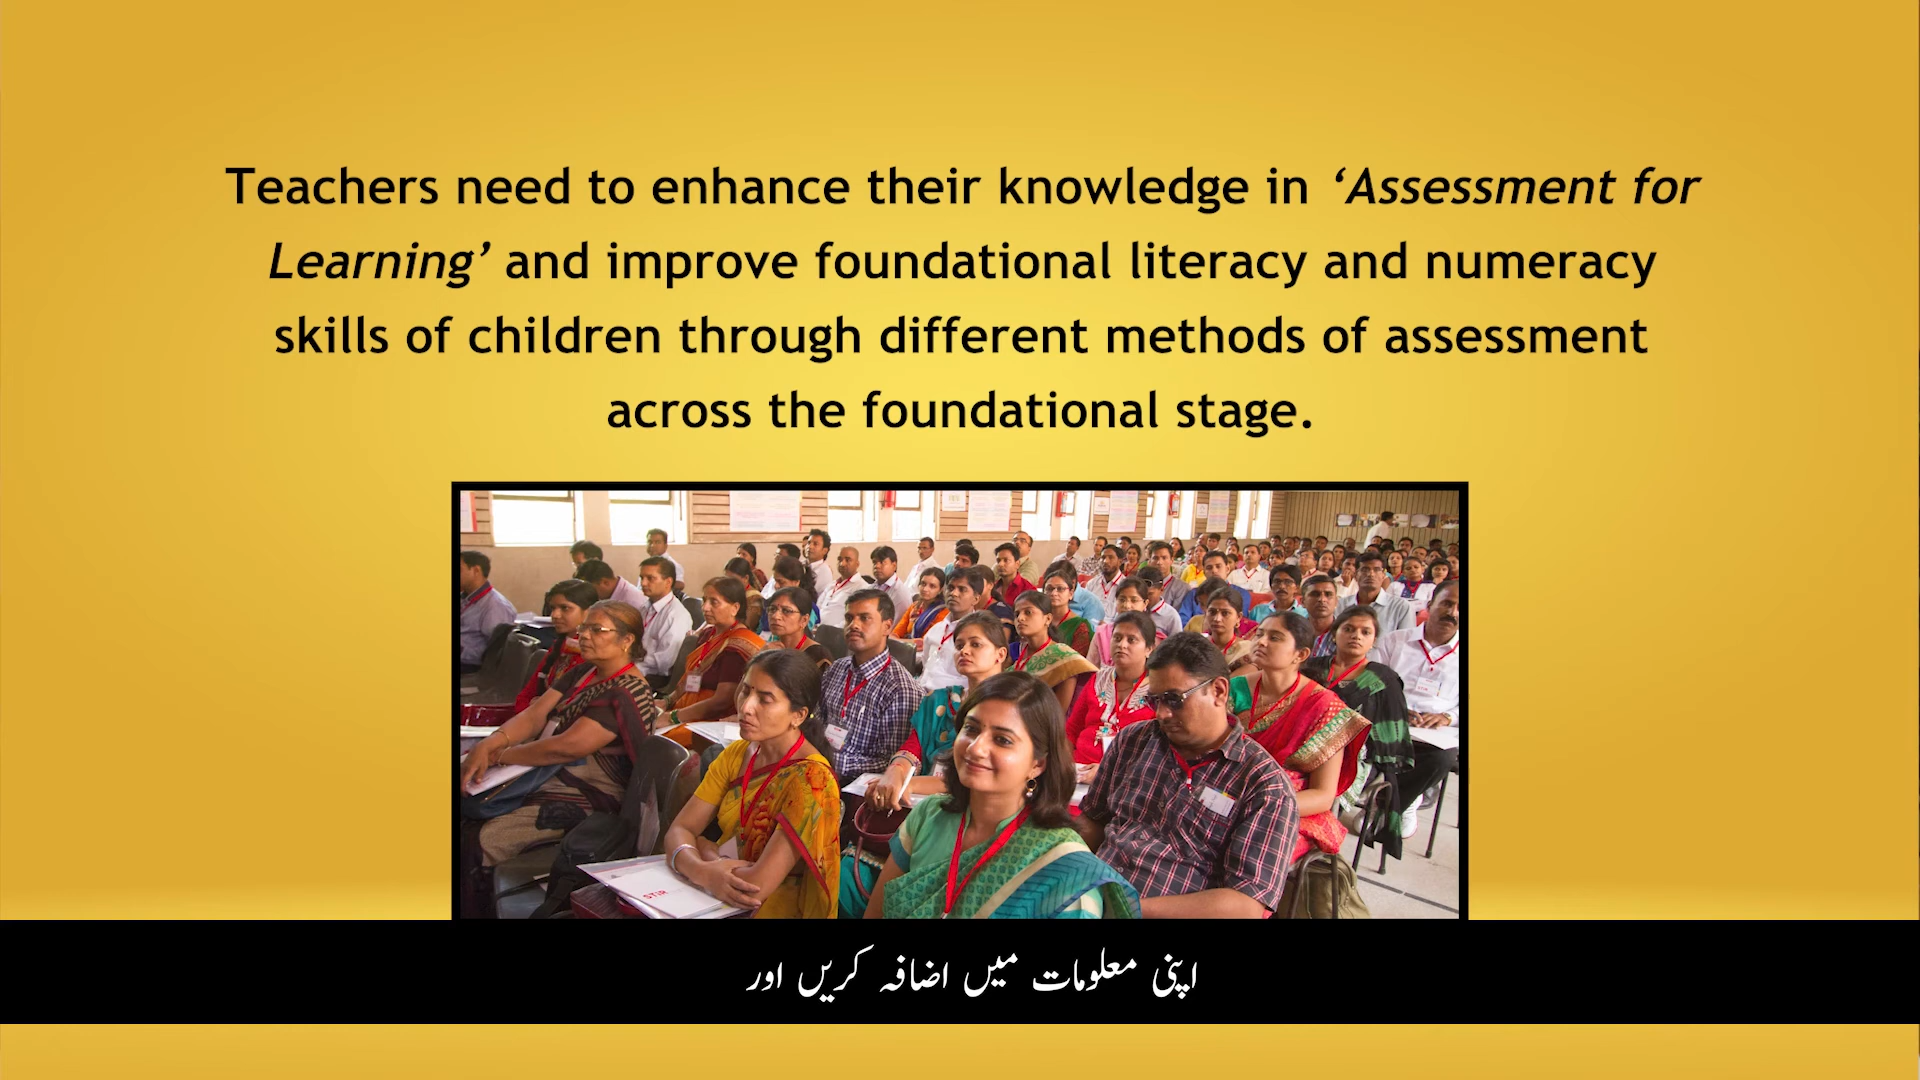 Teachers need to enhance their knowledge in ‘Assessment for
Learning’ and improve foundational literacy and numeracy
skills of children through different methods of assessment
across the foundational stage.
STIR
اپنی معلومات میں اضافہ کریں اور